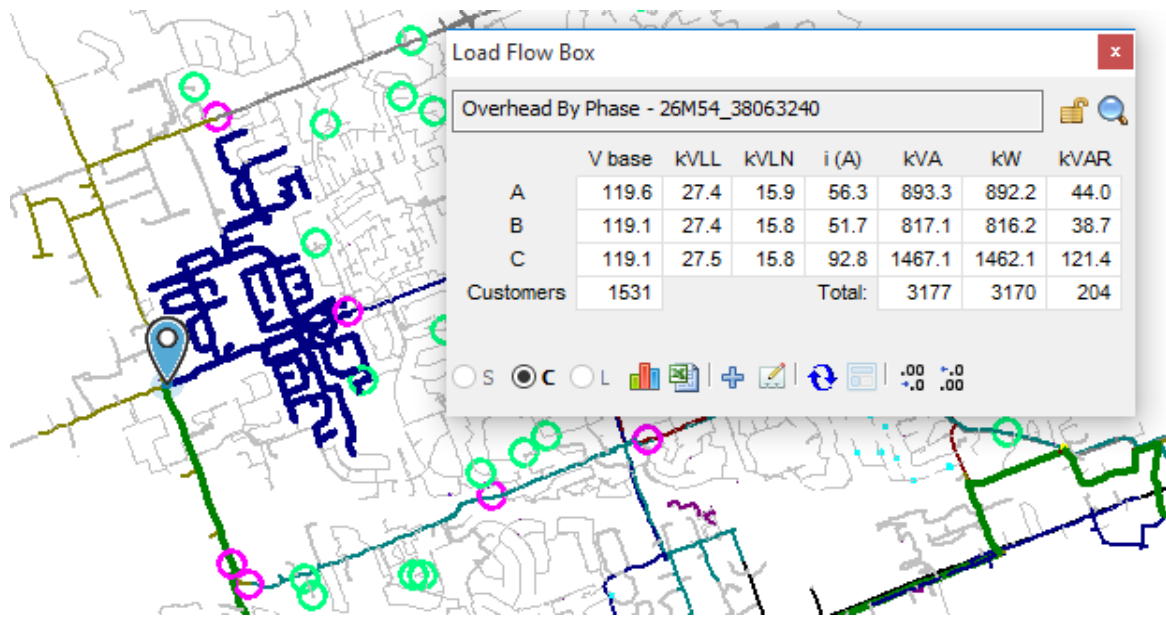 Load Flow Box
x
Overhead By Phase - 26M54_38063240
V base kVLL kVLN i (A) kVA kW kVAR
A 119.6 27.4 15.9 56.3 893.3 892.2 44.0
B 119.1 27.4 15.8 51.7 817.1 816.2 38.7
C 119.1 27.5 15.8 92.8 1467.1 1462.1 121.4
Customers 1531 Total: 3177 3170 204
S C L .00 .0 .0 .00